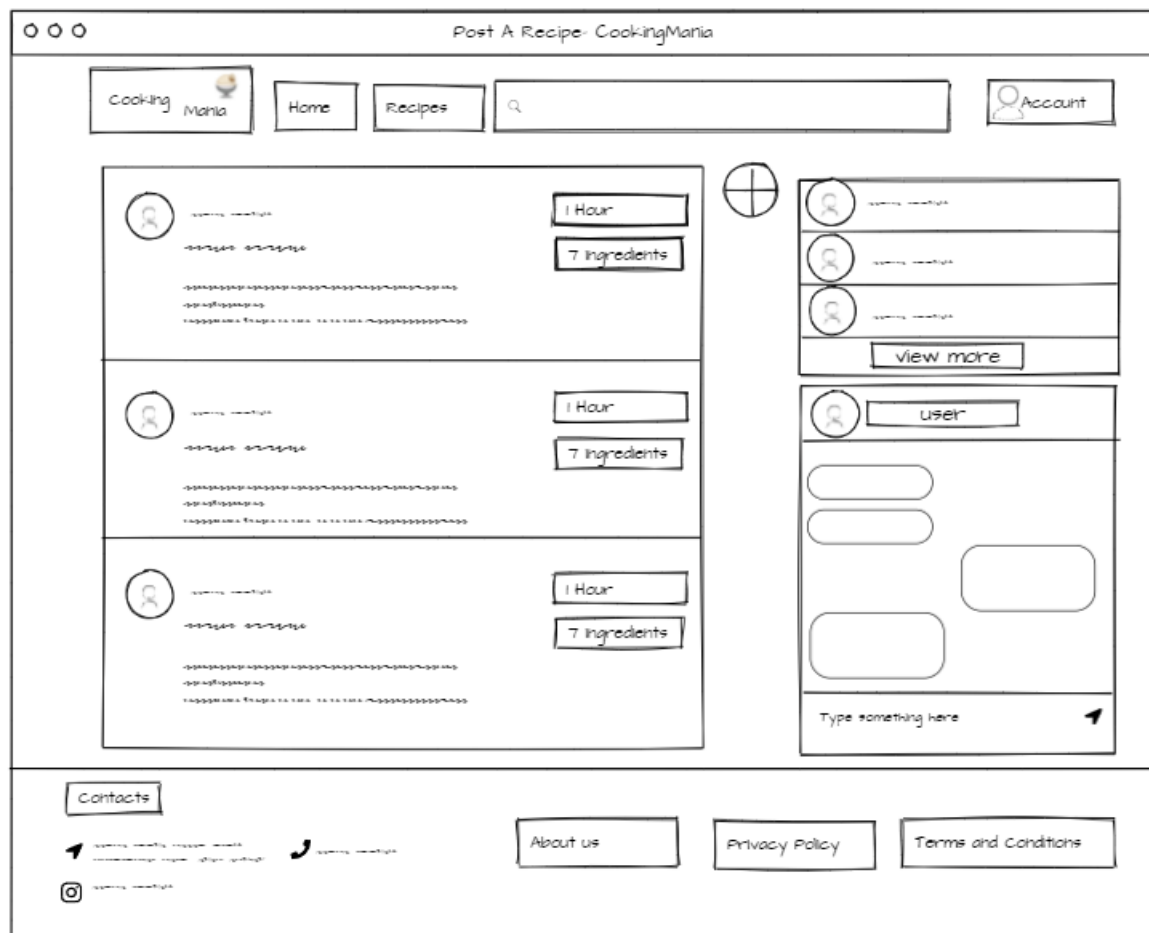 Post A Recipe- CookingMania
Cooking Mania
Home
Recipes
Account
1 Hour
7 Ingredients
1 Hour
7 Ingredients
1 Hour
7 Ingredients
view more
user
Type something here
Contacts
About us
Privacy Policy
Terms and Conditions